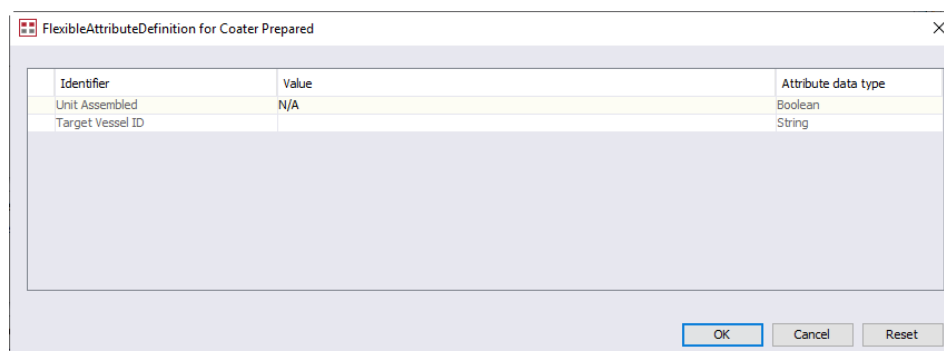 FlexibleAttributeDefinition for Coater Prepared
Identifier Value Attribute data type
Unit Assembled N/A Boolean
Target Vessel ID String
OK Cancel Reset